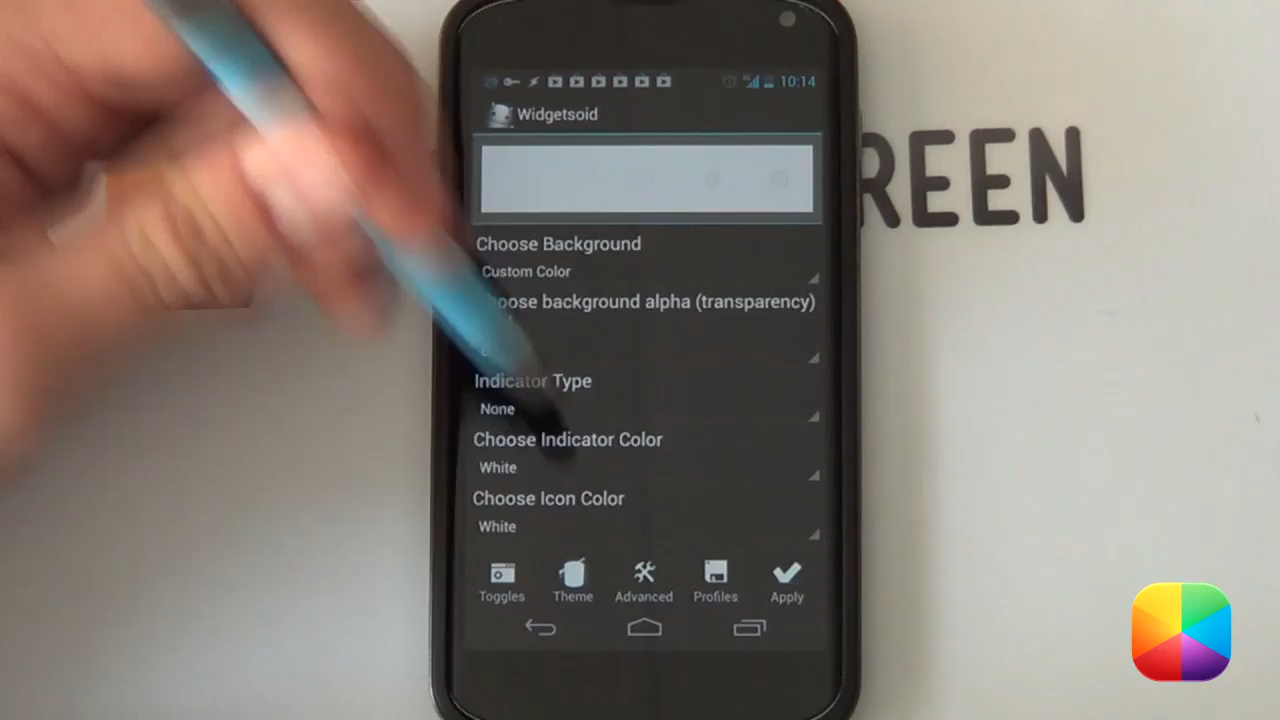 10:14
Widgetsoid
REEN
Choose Background
Custom Color
Choose background alpha (transparency)
Indicator Type
None
Choose Indicator Color
White
Choose Icon Color
White
Toggles Theme Advanced Profiles Apply